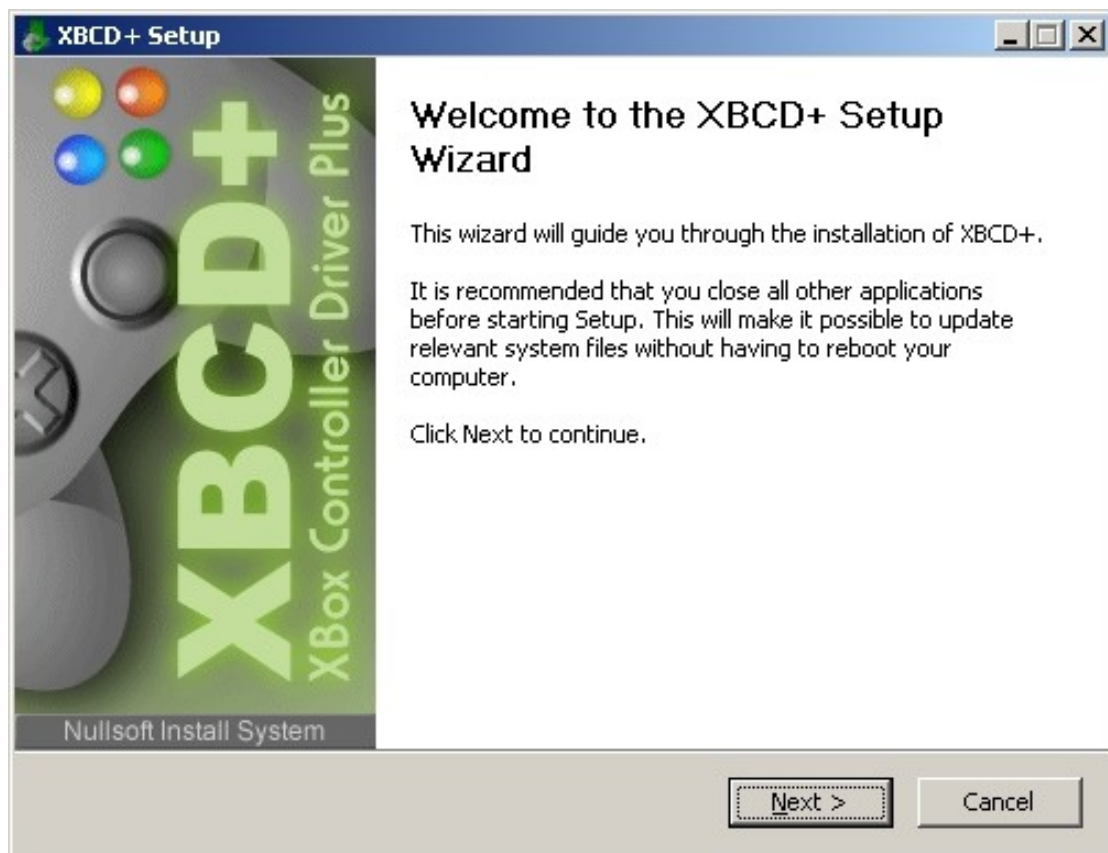 XBCD+ Setup
XBCD+
XBox Controller Driver Plus
Nullsoft Install System
Welcome to the XBCD+ Setup
Wizard
This wizard will guide you through the installation of XBCD+.
It is recommended that you close all other applications
before starting Setup. This will make it possible to update
relevant system files without having to reboot your
computer.
Click Next to continue.
Next >
Cancel